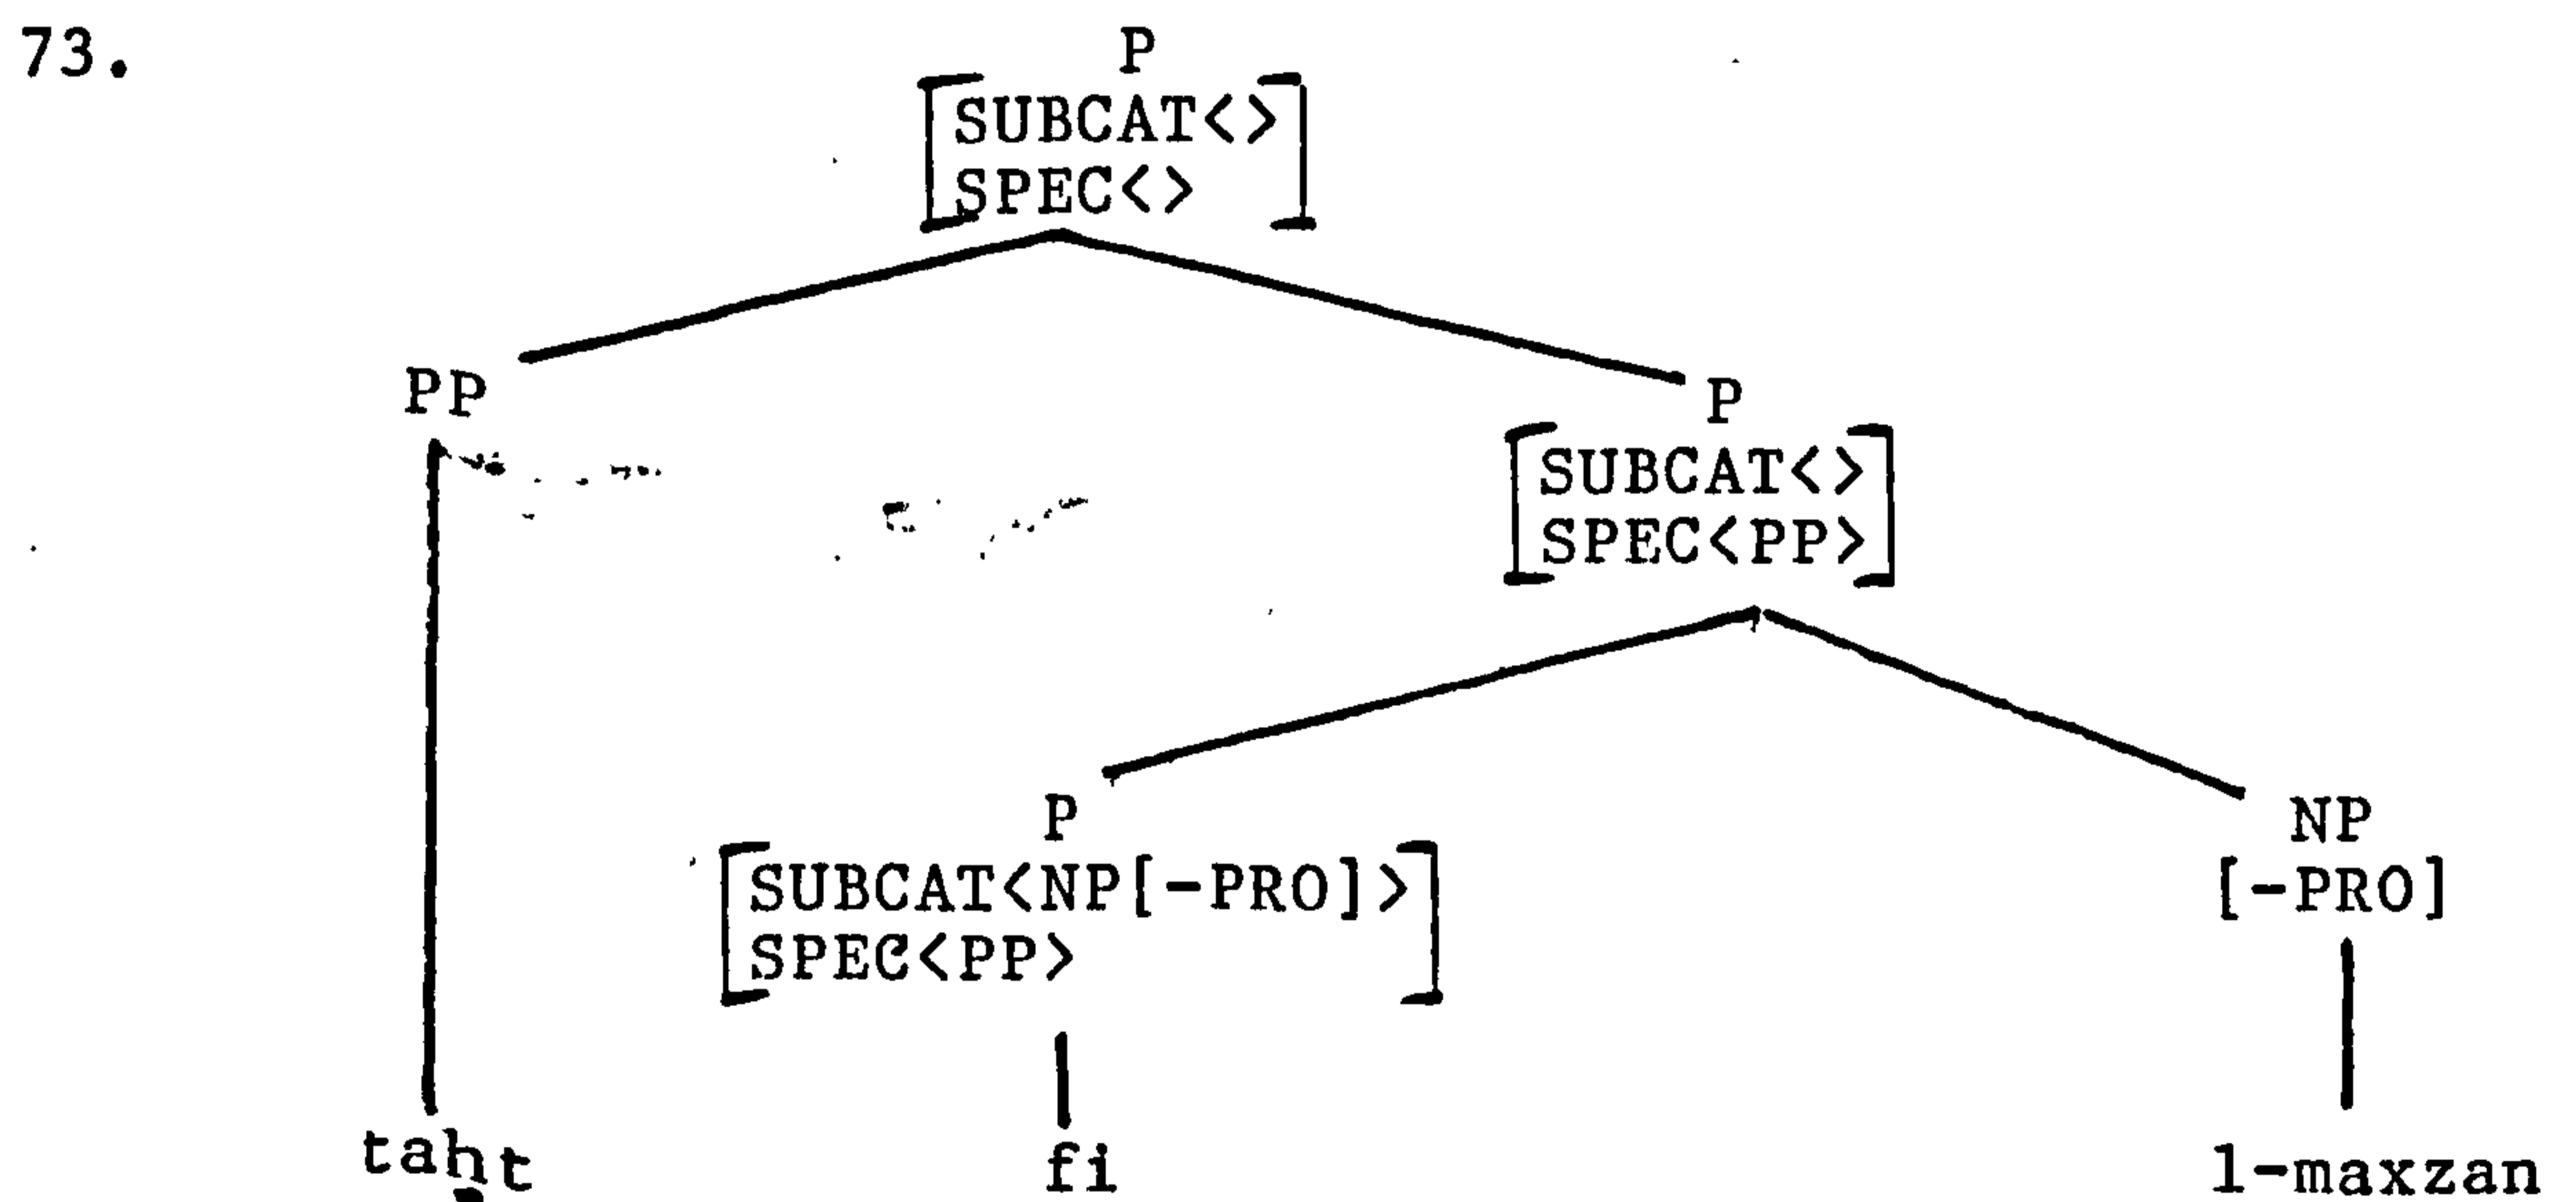 73.
P
[SUBCAT<>
SPEC<>]
PP
P
[SUBCAT<>
SPEC<PP>]
P
[SUBCAT<NP[-PRO]>
SPEC<PP>]
NP
[-PRO]
taḥt
fi
l-maxzan